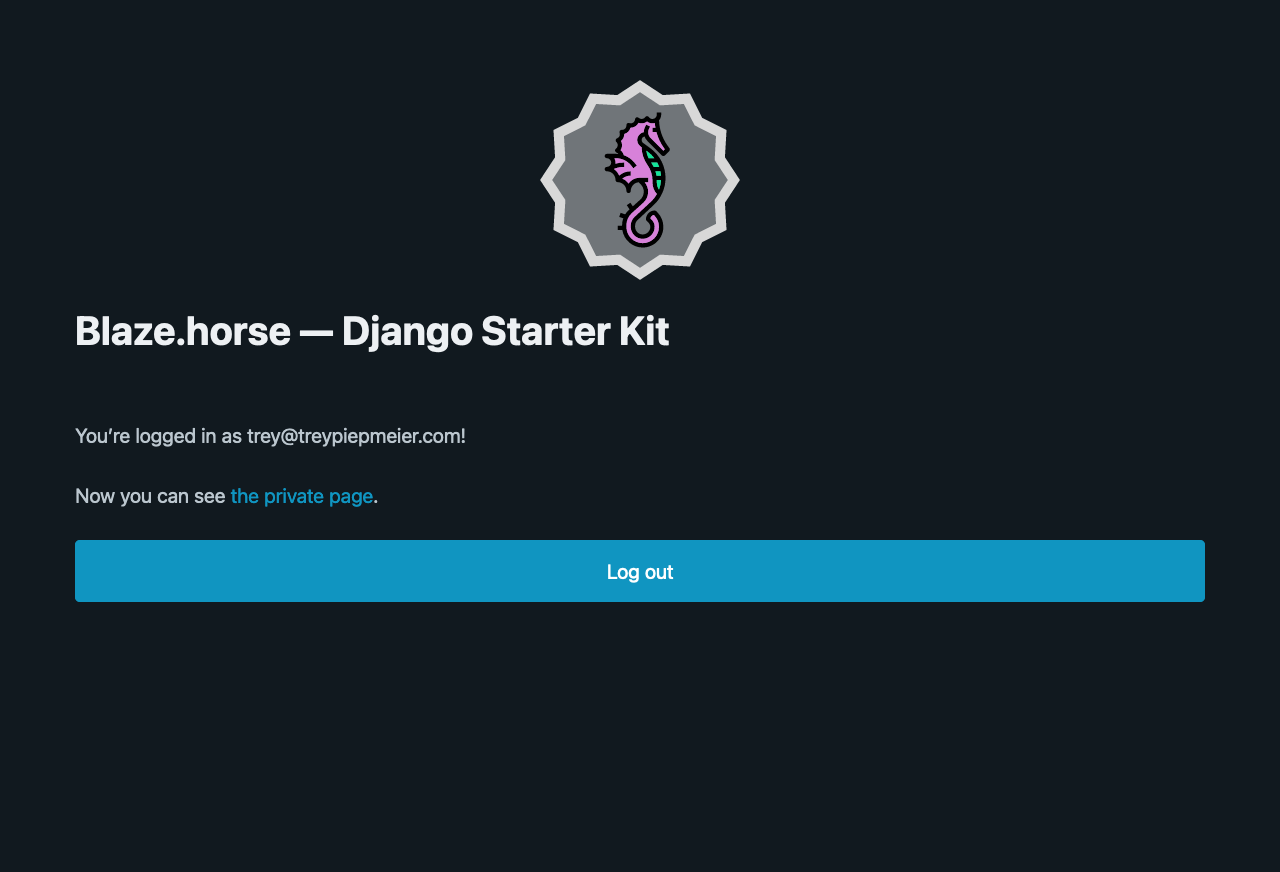 Blaze.horse — Django Starter Kit
You’re logged in as trey@treypiepmeier.com!
Now you can see the private page.
Log out